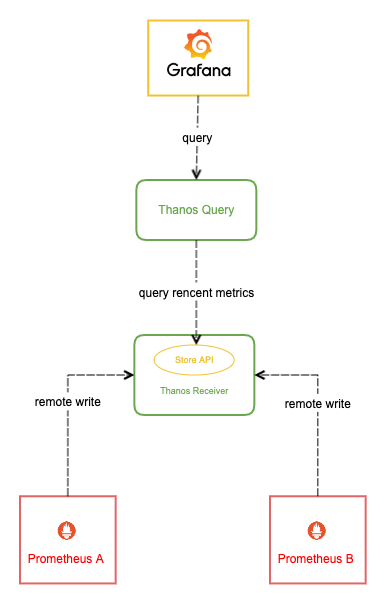 Grafana
query
Thanos Query
query rencent metrics
Store API
Thanos Receiver
remote write
remote write
Prometheus A
Prometheus B